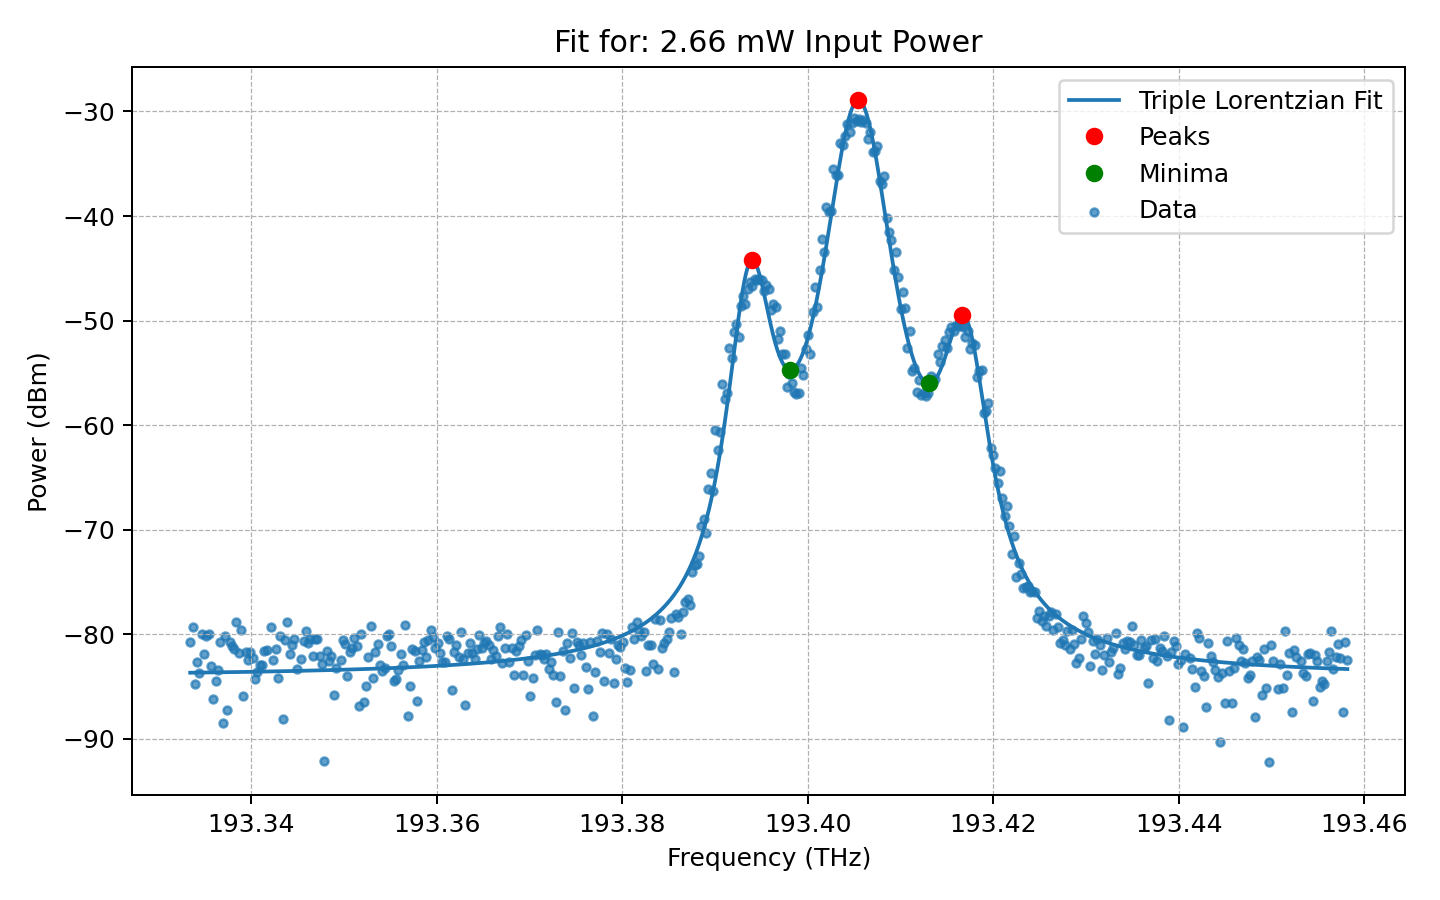 Fit for: 2.66 mW Input Power
Triple Lorentzian Fit
Peaks
Minima
Data
Power (dBm)
−30
−40
−50
−60
−70
−80
−90
193.34
193.36
193.38
193.40
193.42
193.44
193.46
Frequency (THz)